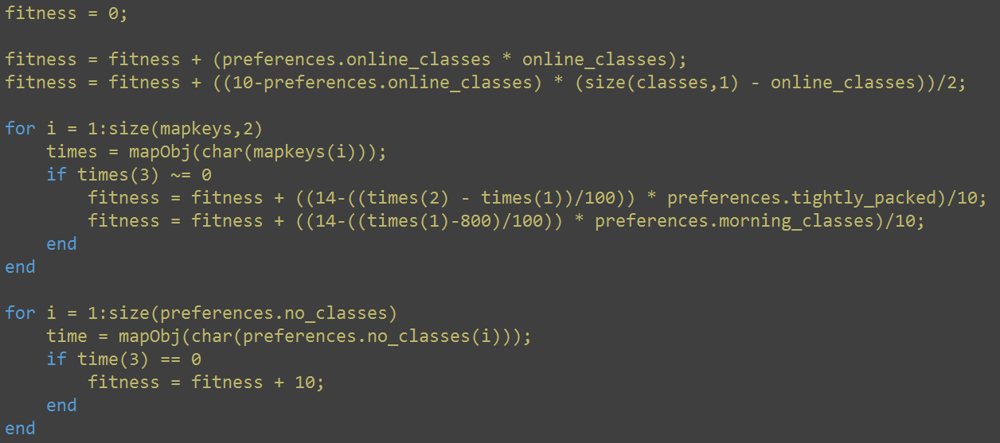 fitness = 0;
fitness = fitness + (preferences.online_classes * online_classes);
fitness = fitness + ((10-preferences.online_classes) * (size(classes,1) - online_classes))/2;
for i = 1:size(mapkeys,2)
times = mapObj(char(mapkeys(i)));
if times(3) ~= 0
fitness = fitness + ((14-((times(2) - times(1))/100)) * preferences.tightly_packed)/10;
fitness = fitness + ((14-((times(1)-800)/100)) * preferences.morning_classes)/10;
end
end
for i = 1:size(preferences.no_classes)
time = mapObj(char(preferences.no_classes(i)));
if time(3) == 0
fitness = fitness + 10;
end
end